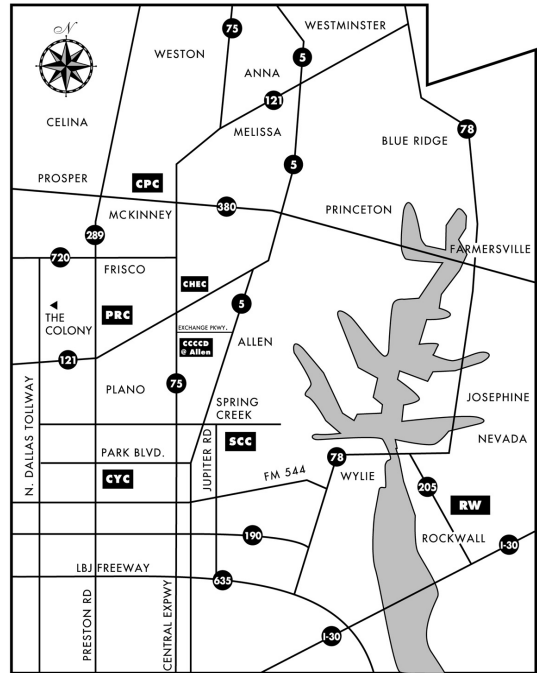 N
WESTMINSTER
75
WESTON
5
ANNA
121
CELINA
MELISSA
78
BLUE RIDGE
5
PROSPER
CPC
380
PRINCETON
MCKINNEY
289
FARMERSVILLE
720
FRISCO
CHEC
5
THE
COLONY
PRC
EXCHANGE PKWY.
CCCCD
@ Allen
ALLEN
121
75
PLANO
JOSEPHINE
SPRING
CREEK
NEVADA
N. DALLAS TOLLWAY
PARK BLVD.
JUPITER RD
SCC
78
CYC
FM 544
WYLIE
205
RW
190
ROCKWALL
I-30
LBJ FREEWAY
635
PRESTON RD
CENTRAL EXPWY
I-30